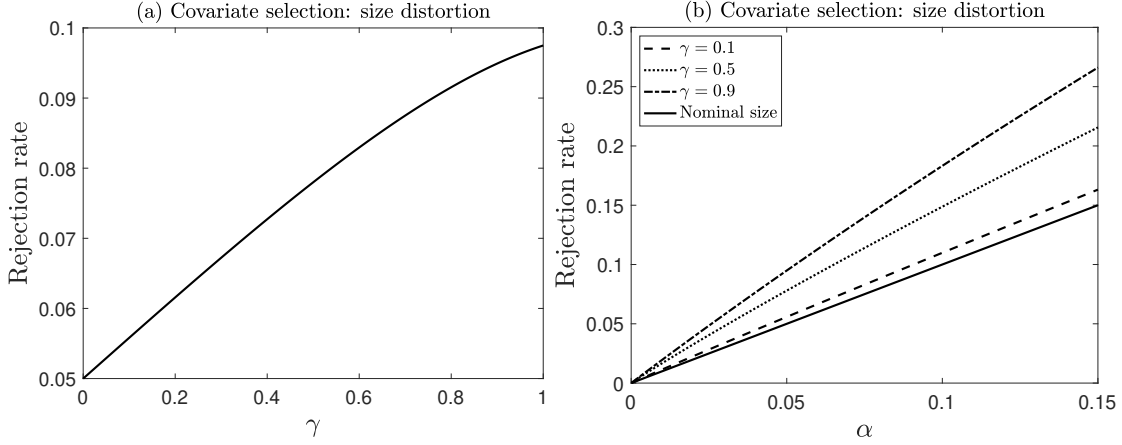 (a) Covariate selection: size distortion
0.1
0.09
0.08
0.07
0.06
0.05
0 0.2 0.4 0.6 0.8 1
γ
Rejection rate
(b) Covariate selection: size distortion
0.3
0.25
0.2
0.15
0.1
0.05
0
γ = 0.1
γ = 0.5
γ = 0.9
Nominal size
0 0.05 0.1 0.15
α
Rejection rate